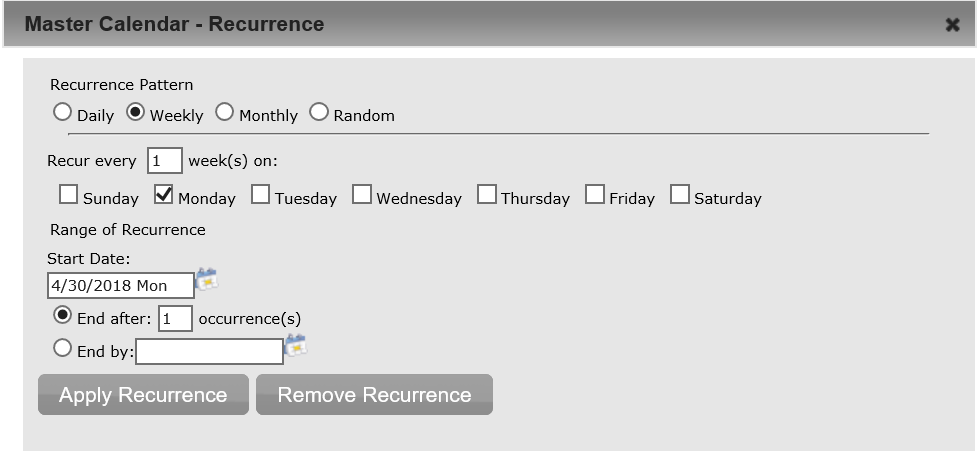 Master Calendar - Recurrence
Recurrence Pattern
Daily Weekly Monthly Random
Recur every 1 week(s) on:
Sunday Monday Tuesday Wednesday Thursday Friday Saturday
Range of Recurrence
Start Date:
4/30/2018 Mon
End after: 1 occurrence(s)
End by:
Apply Recurrence Remove Recurrence